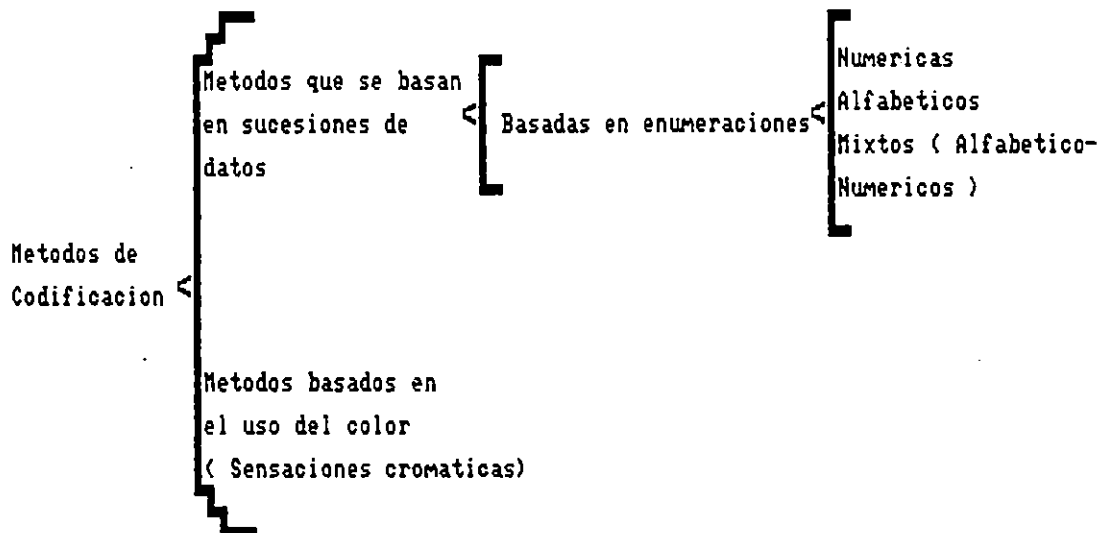 Metodos de
Codificacion
Metodos que se basan
en sucesiones de
datos
Basadas en enumeraciones
Numericas
Alfabeticos
Mixtos ( Alfabetico-
Numericos )
Metodos basados en
el uso del color
( Sensaciones cromaticas)